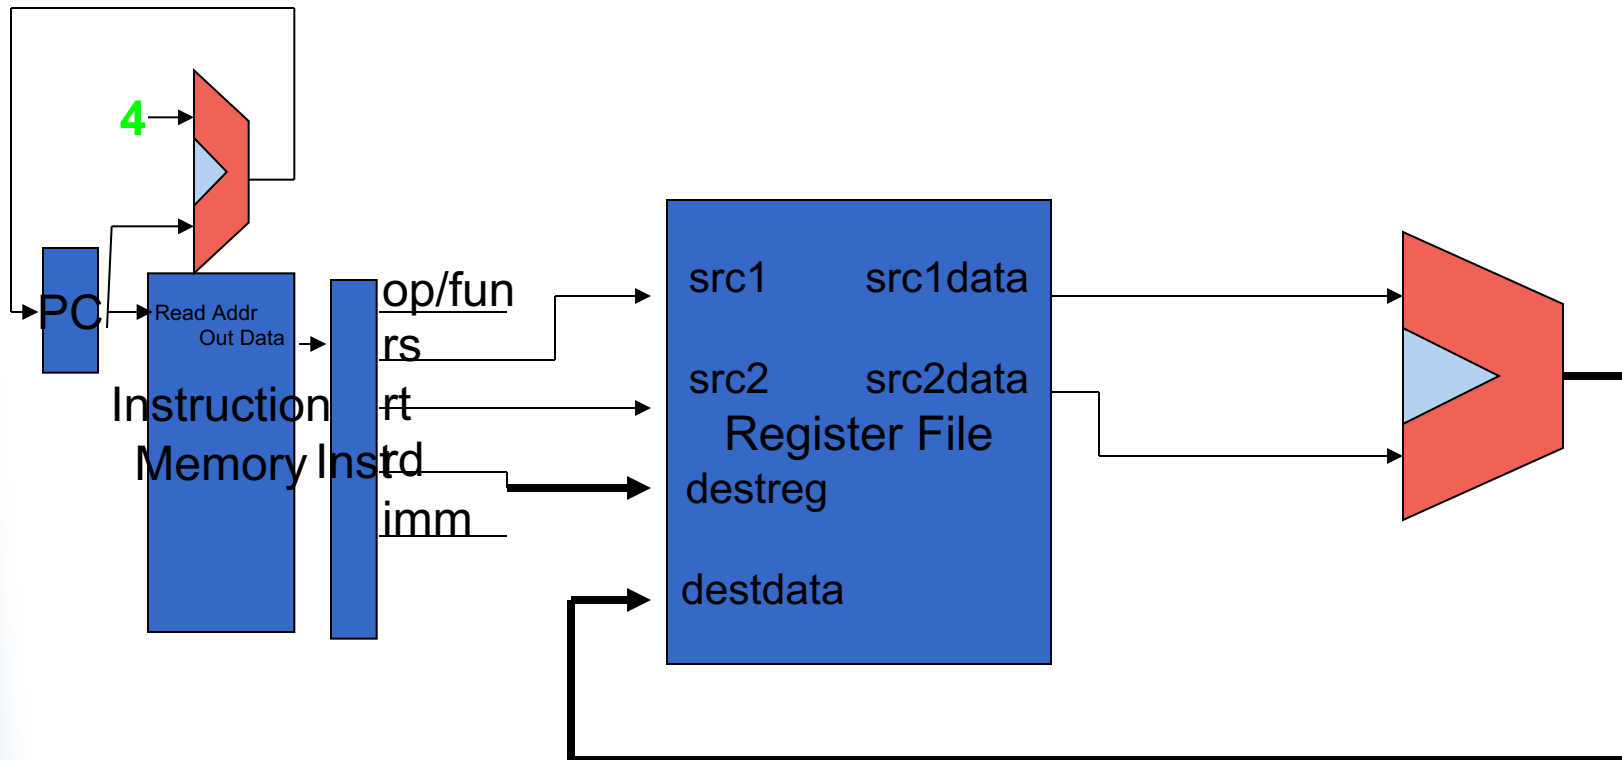 4
PC
Read Addr
Out Data
Instruction
Memory
Inst
op/fun
rs
rt
rd
imm
src1
src1data
src2
src2data
Register File
destreg
destdata